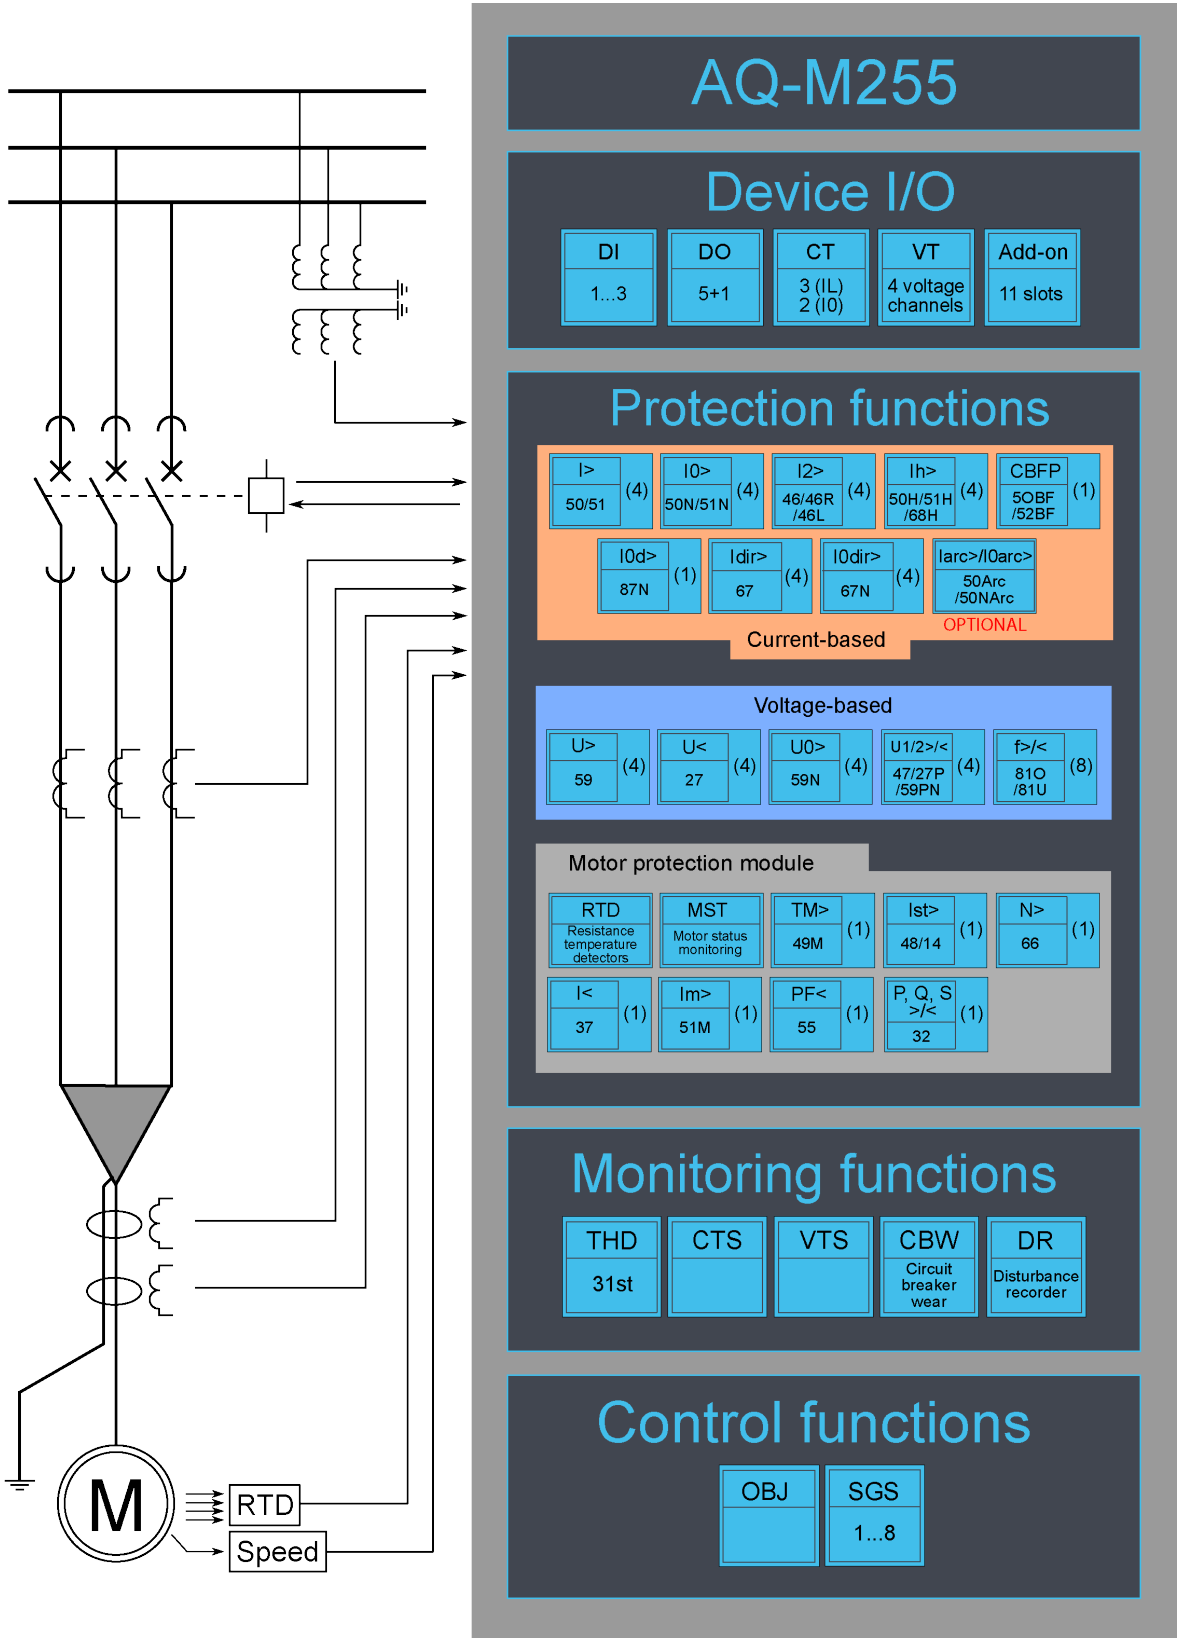 AQ-M255
Device I/O
DI
1...3
DO
5+1
CT
3 (IL)
2 (I0)
VT
4 voltage
channels
Add-on
11 slots
Protection functions
I>
50/51
(4)
I0>
50N/51N
(4)
I2>
46/46R
/46L
(4)
Ih>
50H/51H
/68H
(4)
CBFP
5OBF
/52BF
(1)
I0d>
87N
(1)
Idir>
67
(4)
I0dir>
67N
(4)
Iarc>/I0arc>
50Arc
/50NArc
OPTIONAL
Current-based
Voltage-based
U>
59
(4)
U<
27
(4)
U0>
59N
(4)
U1/2>/<
47/27P
/59PN
(4)
f>/<
81O
/81U
(8)
Motor protection module
RTD
Resistance
temperature
detectors
MST
Motor status
monitoring
TM>
49M
(1)
Ist>
48/14
(1)
N>
66
(1)
I<
37
(1)
Im>
51M
(1)
PF<
55
(1)
P, Q, S
>/<
32
(1)
Monitoring functions
THD
31st
CTS
VTS
CBW
Circuit
breaker
wear
DR
Disturbance
recorder
Control functions
OBJ
SGS
1...8
M
RTD
Speed